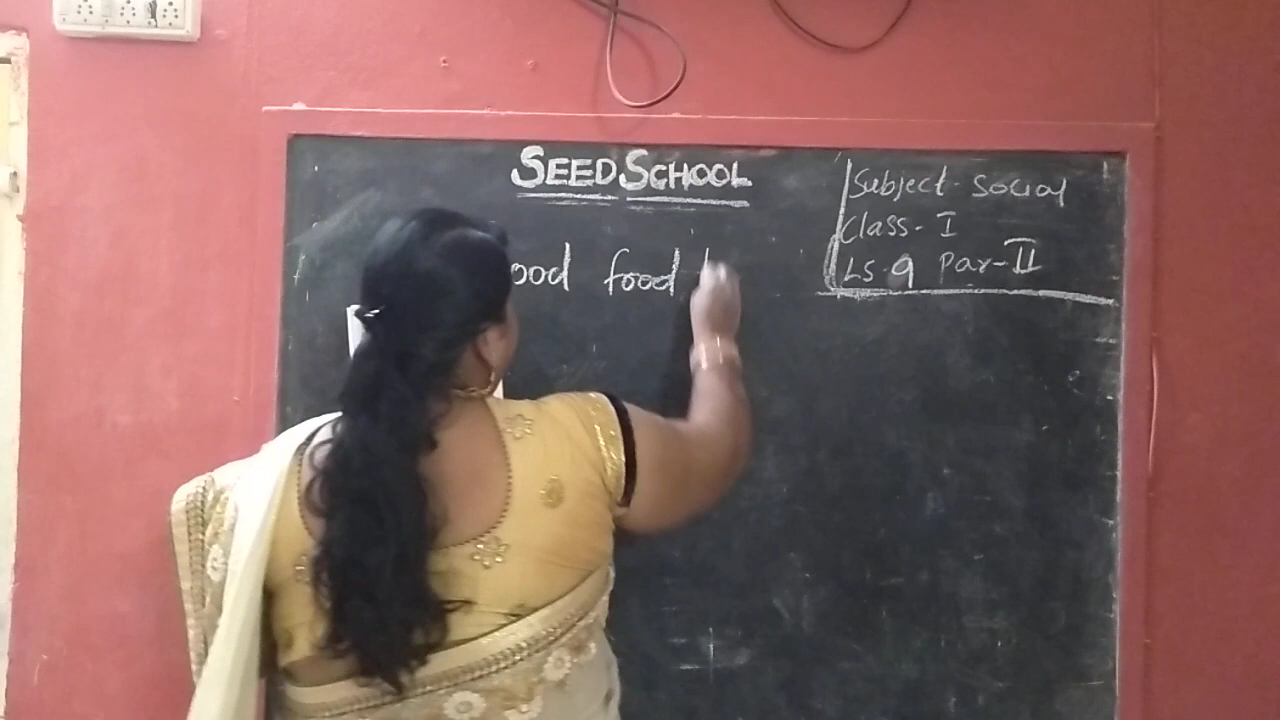 SEED SCHOOL
Subject - Social
Class - I
LS. 9 Par-II
ood food